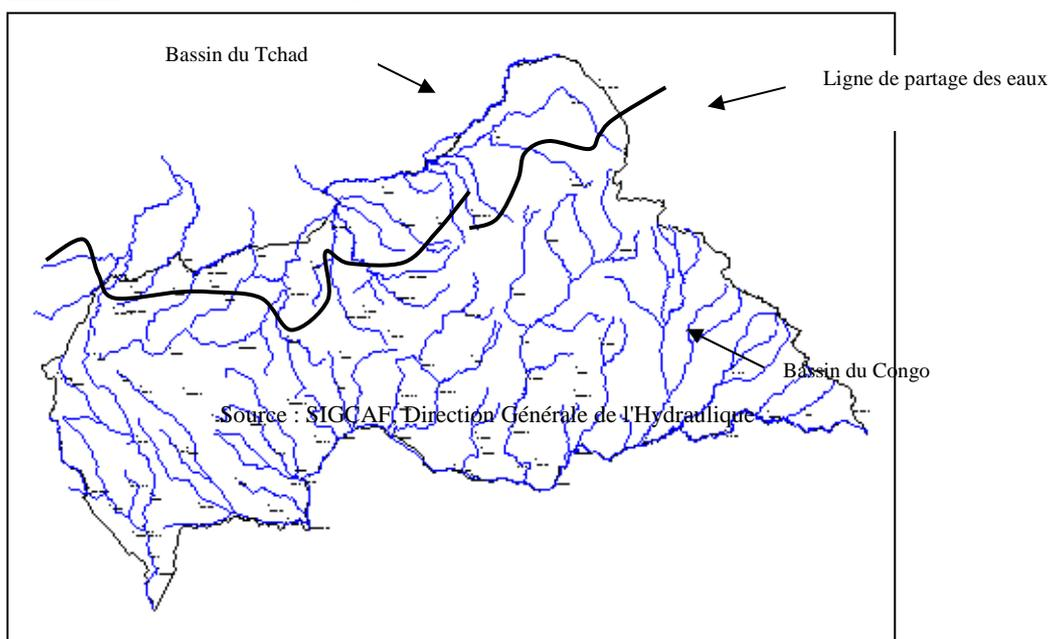 Bassin du Tchad
Ligne de partage des eaux
Bassin du Congo
Source : SIGCAF, Direction Générale de l'Hydraulique